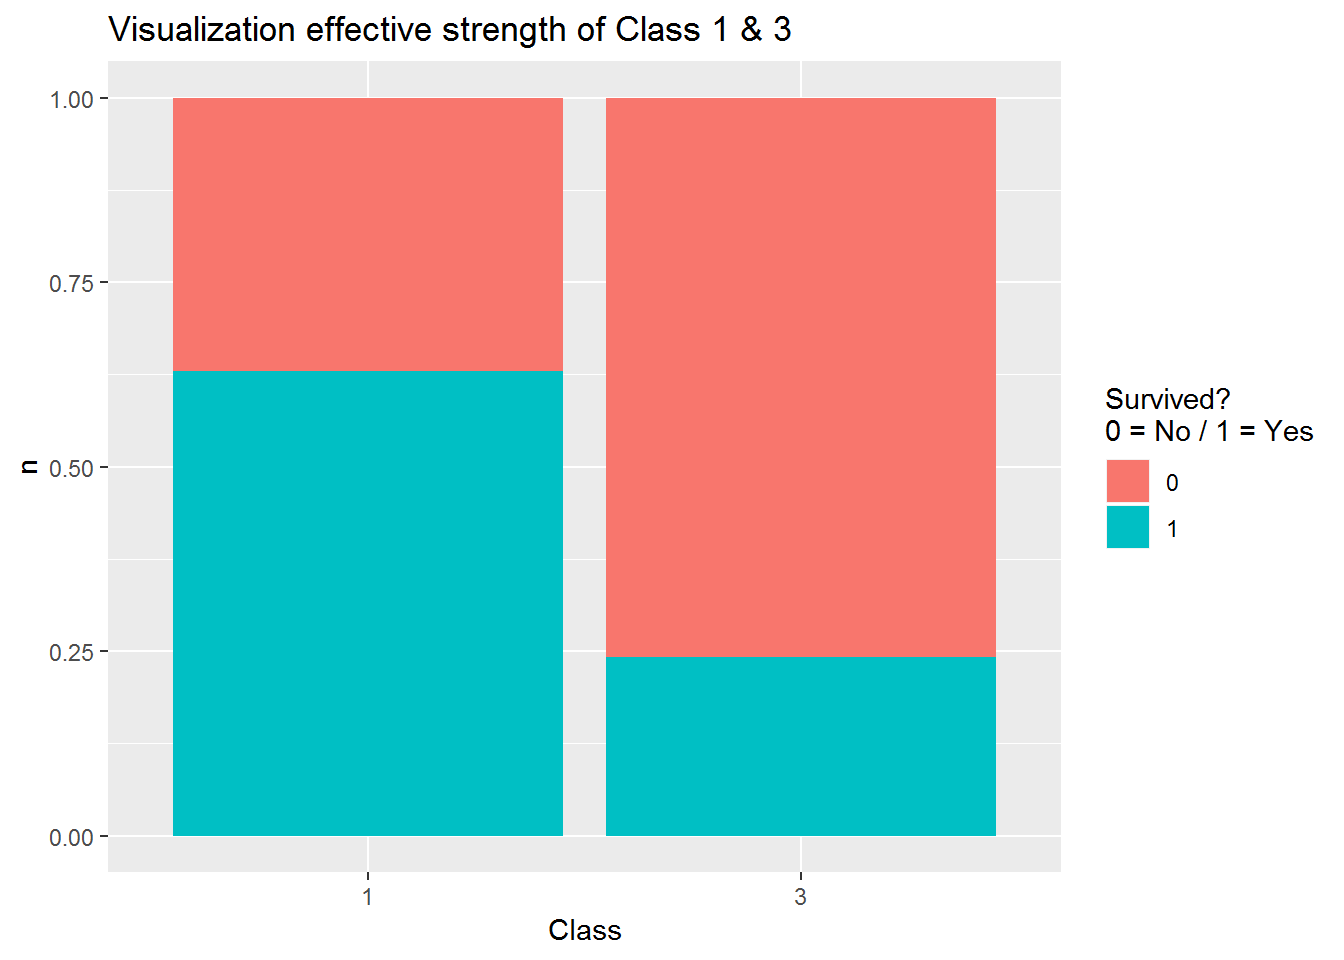 Visualization effective strength of Class 1 & 3
1.00
0.75
0.50
0.25
0.00
n
1
3
Class
Survived?
0 = No / 1 = Yes
0
1